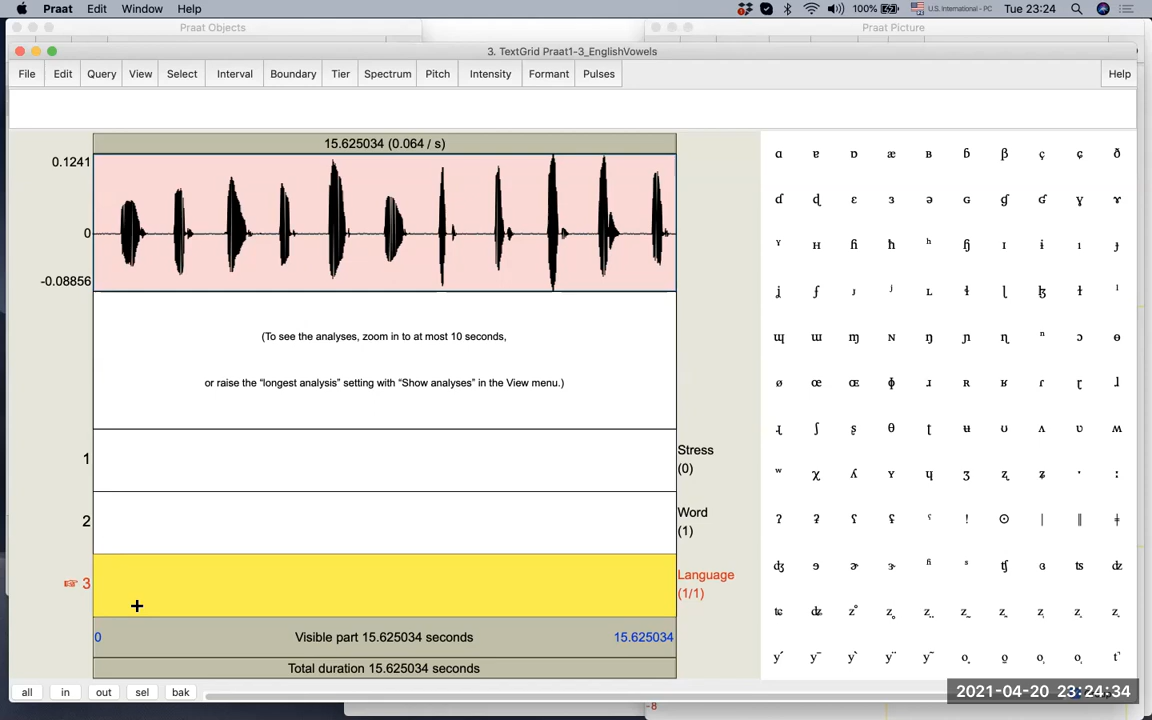 Praat Edit Window Help 100% U.S. International - PC Tue 23:24
Praat Objects
Praat Picture
3. TextGrid Praat1-3_EnglishVowels
File Edit Query View Select Interval Boundary Tier Spectrum Pitch Intensity Formant Pulses Help
15.625034 (0.064 / s)
0.1241
0
-0.08856
(To see the analyses, zoom in to at most 10 seconds,
or raise the “longest analysis” setting with “Show analyses” in the View menu.)
1
Stress
(0)
2
Word
(1)
☞ 3
Language
(1/1)
0 Visible part 15.625034 seconds 15.625034
Total duration 15.625034 seconds
all in out sel bak
ɑ ɐ ɒ æ ʙ ɓ β ç ɕ ð
ɗ ɖ ɛ ɜ ə ɢ ɠ ʛ ɣ ɤ
ˠ ʜ ɦ ħ ʰ ɧ ɪ ɨ ı ɟ
ʝ ʄ ᴊ ʲ ʟ ɫ ɭ ɮ ɬ ˡ
ɰ ɯ ɱ ɴ ŋ ɲ ɳ ⁿ ɔ ɵ
ø œ ɶ ɸ ɹ ʀ ʁ ɾ ɽ ɺ
ɻ ʃ ʂ θ ʈ ʉ ʊ ʌ ʋ ʍ
ʷ χ ʎ ʏ ɥ ʒ ʐ ʑ ˑ ː
ʔ ʡ ʕ ʢ ˤ ! ʘ ǀ ǁ ǂ
-8
2021-04-20 23:24:34